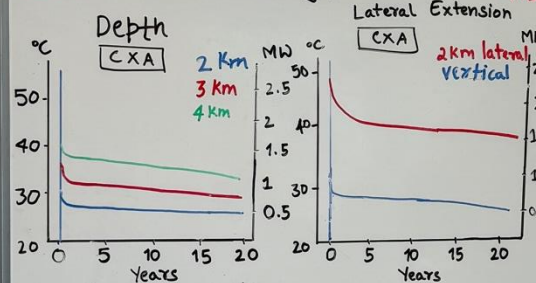 Depth
CXA
°C
MW
2 Km
3 Km
4 Km
50
40
30
20
2.5
2
1.5
1
0.5
0 5 10 15 20
Years
Lateral Extension
CXA
°C
2 Km lateral
vertical
50
40
30
20
0 5 10 15 20
Years